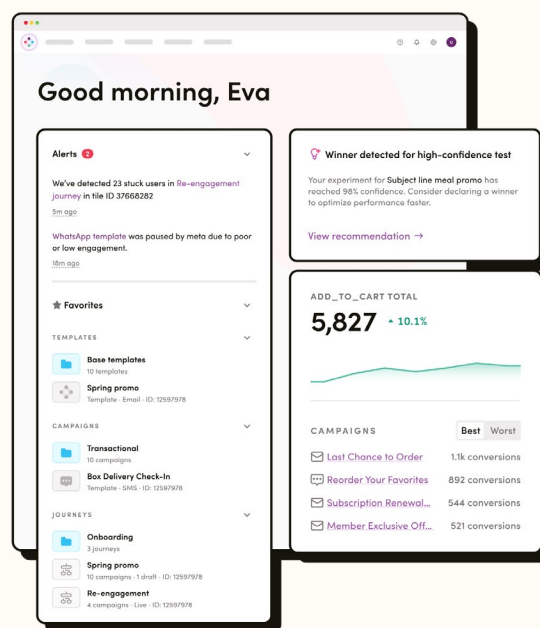 Good morning, Eva
Alerts 2
We've detected 23 stuck users in Re-engagement
journey in tile ID 37668282
5m ago
WhatsApp template was paused by meta due to poor
or low engagement.
18m ago
Favorites
TEMPLATES
Base templates
10 templates
Spring promo
Template · Email · ID: 12597978
CAMPAIGNS
Transactional
10 campaigns
Box Delivery Check-In
Template · SMS · ID: 12597978
JOURNEYS
Onboarding
3 journeys
Spring promo
10 campaigns · 1 draft · ID: 12597978
Re-engagement
4 campaigns · Live · ID: 12597978
Winner detected for high-confidence test
Your experiment for Subject line meal promo has
reached 98% confidence. Consider declaring a winner
to optimize performance faster.
View recommendation →
ADD_TO_CART TOTAL
5,827 10.1%
CAMPAIGNS Best Worst
Last Chance to Order 1.1k conversions
Reorder Your Favorites 892 conversions
Subscription Renewal... 544 conversions
Member Exclusive Off... 521 conversions